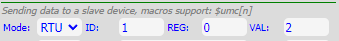 Sending data to a slave device, macros support: $umc[n]
Mode: RTU ID: 1 REG: 0 VAL: 2